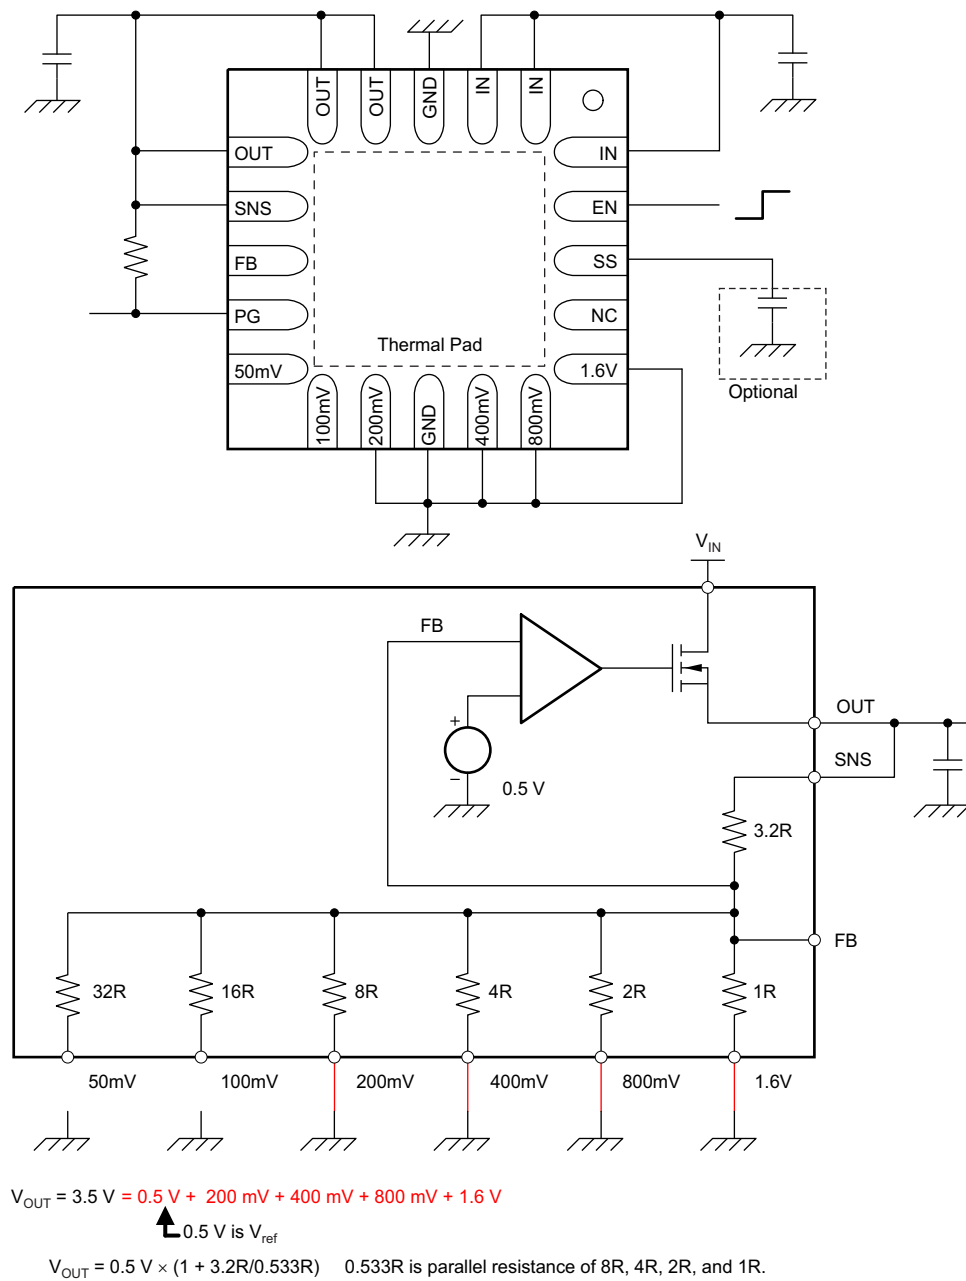 OUT
OUT
GND
IN
IN
OUT
IN
SNS
EN
FB
SS
PG
NC
Thermal Pad
50mV
1.6V
100mV
200mV
GND
400mV
800mV
Optional
VIN
FB
OUT
+
SNS
−
0.5 V
3.2R
FB
32R
16R
8R
4R
2R
1R
50mV
100mV
200mV
400mV
800mV
1.6V
VOUT = 3.5 V = 0.5 V + 200 mV + 400 mV + 800 mV + 1.6 V
0.5 V is Vref
VOUT = 0.5 V × (1 + 3.2R/0.533R) 0.533R is parallel resistance of 8R, 4R, 2R, and 1R.